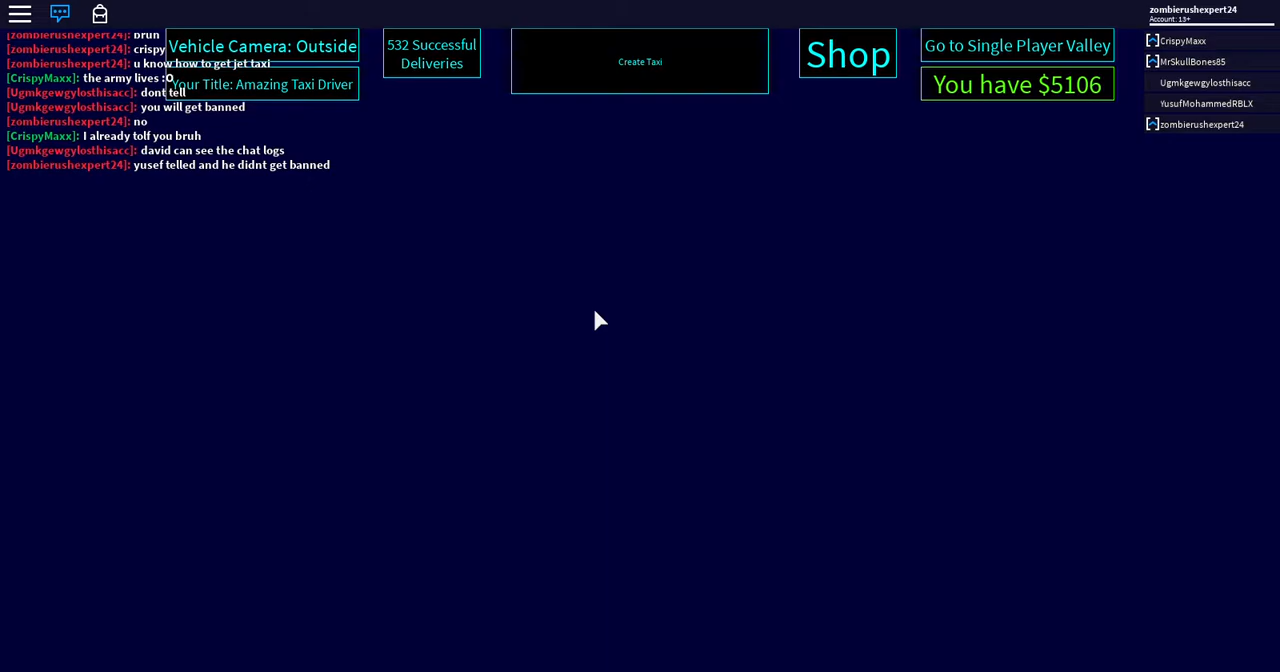 zombierushexpert24
Account: 13+
CrispyMaxx
MrSkullBones85
Ugmkgewgylosthisacc
YusufMohammedRBLX
zombierushexpert24
Vehicle Camera: Outside
Your Title: Amazing Taxi Driver
532 Successful
Deliveries
Create Taxi
Shop
Go to Single Player Valley
You have $5106
[zombierushexpert24]: bruh
[zombierushexpert24]: crispy
[zombierushexpert24]: u know how to get jet taxi
[CrispyMaxx]: the army lives :O
[Ugmkgewgylosthisacc]: dont tell
[Ugmkgewgylosthisacc]: you will get banned
[zombierushexpert24]: no
[CrispyMaxx]: I already tolf you bruh
[Ugmkgewgylosthisacc]: david can see the chat logs
[zombierushexpert24]: yusef telled and he didnt get banned